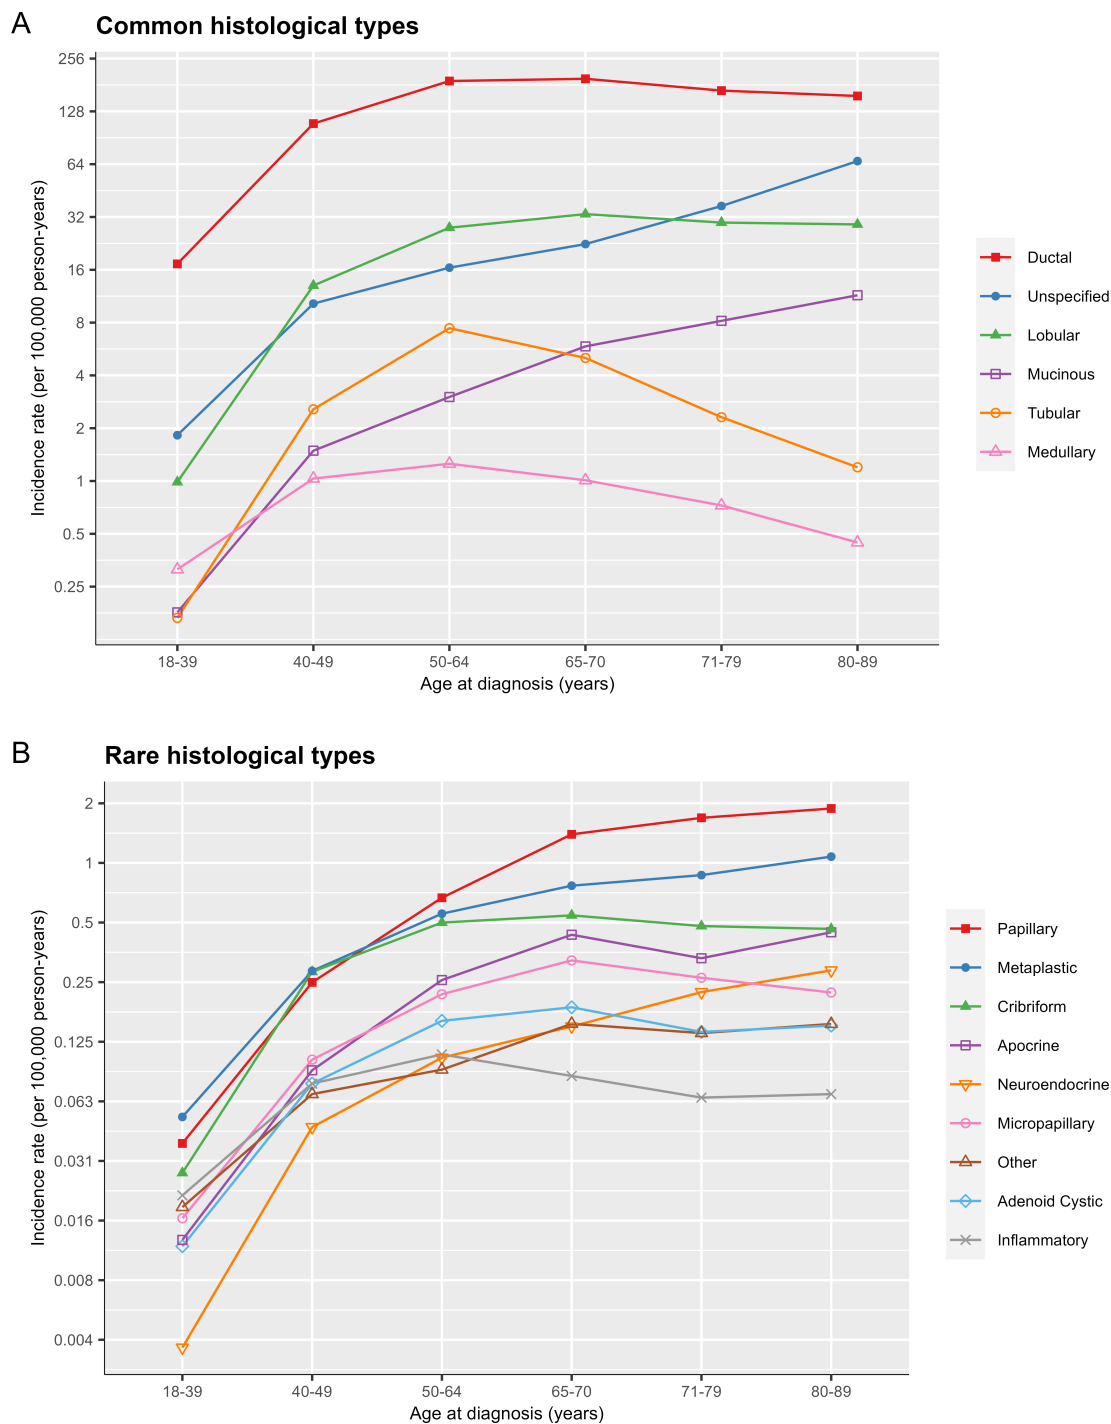 A
Common histological types
Incidence rate (per 100,000 person-years)
256
128
64
32
16
8
4
2
1
0.5
0.25
18-39 40-49 50-64 65-70 71-79 80-89
Age at diagnosis (years)
Ductal
Unspecified
Lobular
Mucinous
Tubular
Medullary
B
Rare histological types
Incidence rate (per 100,000 person-years)
2
1
0.5
0.25
0.125
0.063
0.031
0.016
0.008
0.004
18-39 40-49 50-64 65-70 71-79 80-89
Age at diagnosis (years)
Papillary
Metaplastic
Cribriform
Apocrine
Neuroendocrine
Micropapillary
Other
Adenoid Cystic
Inflammatory